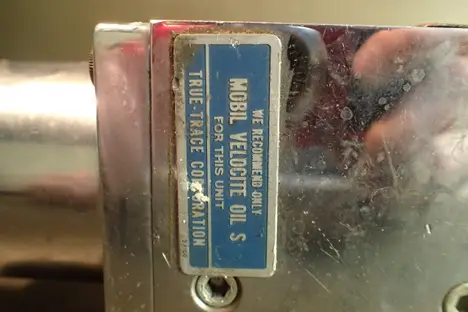 WE RECOMMEND ONLY
MOBIL VELOCITE OIL S
FOR THIS UNIT
TRUE-TRACE CORPORATION